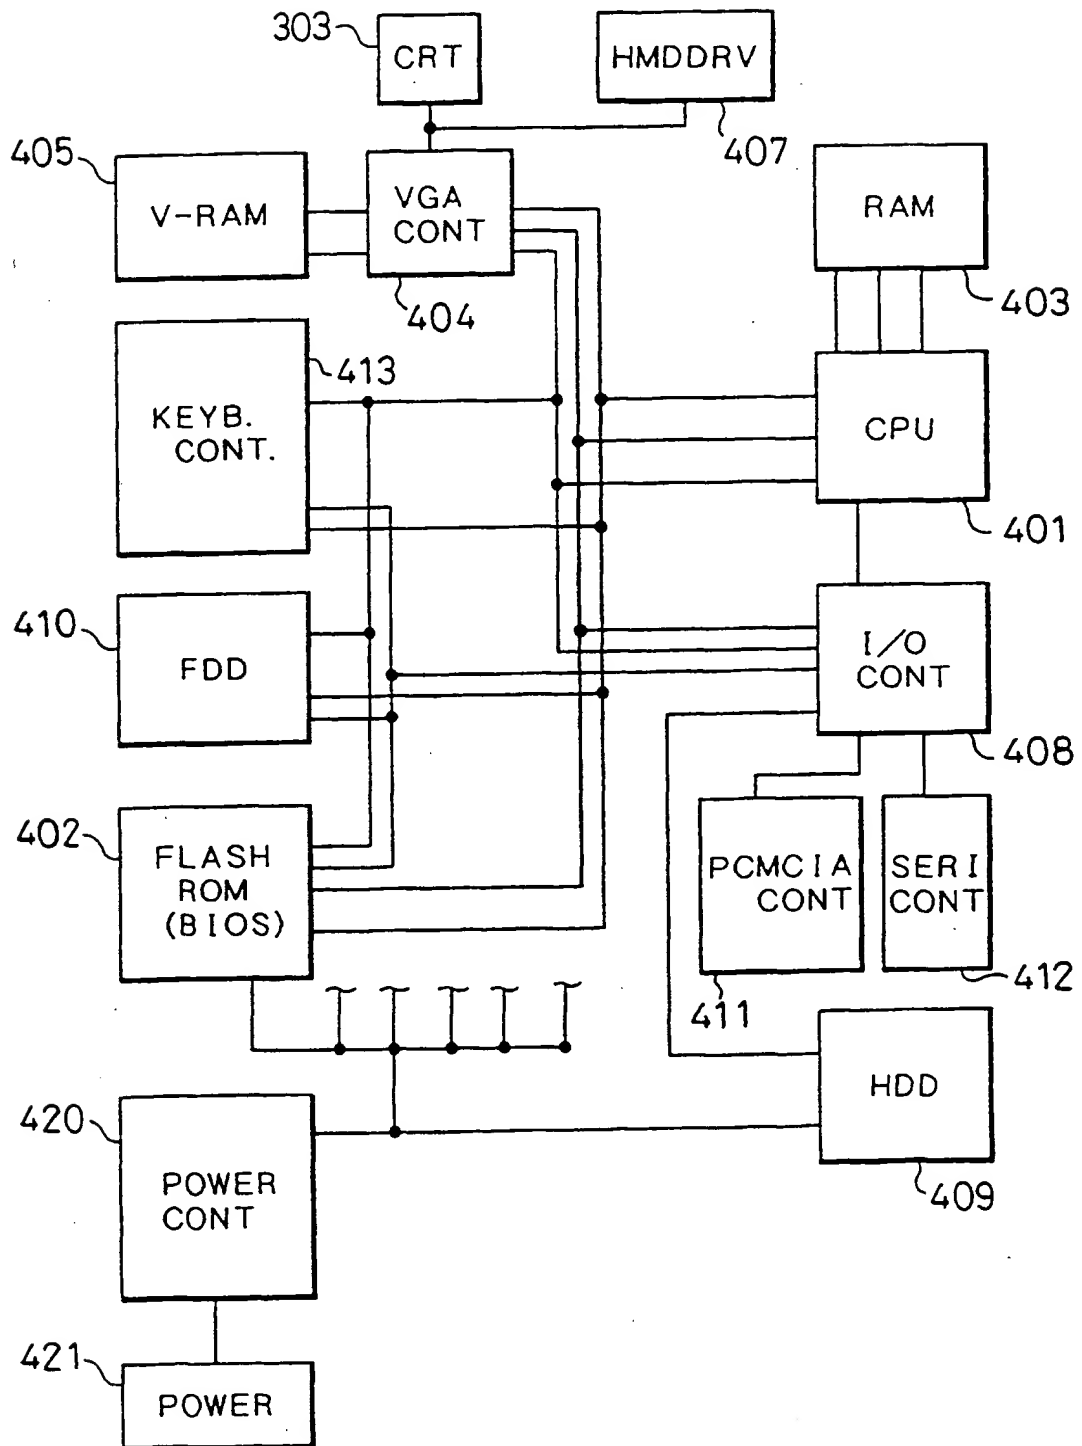 303
CRT
HMDDRV
407
405
V-RAM
VGA
CONT
404
RAM
403
413
KEYB.
CONT.
CPU
401
410
FDD
I/O
CONT
408
402
FLASH
ROM
(BIOS)
PCMCIA
CONT
411
SERI
CONT
412
HDD
409
420
POWER
CONT
421
POWER